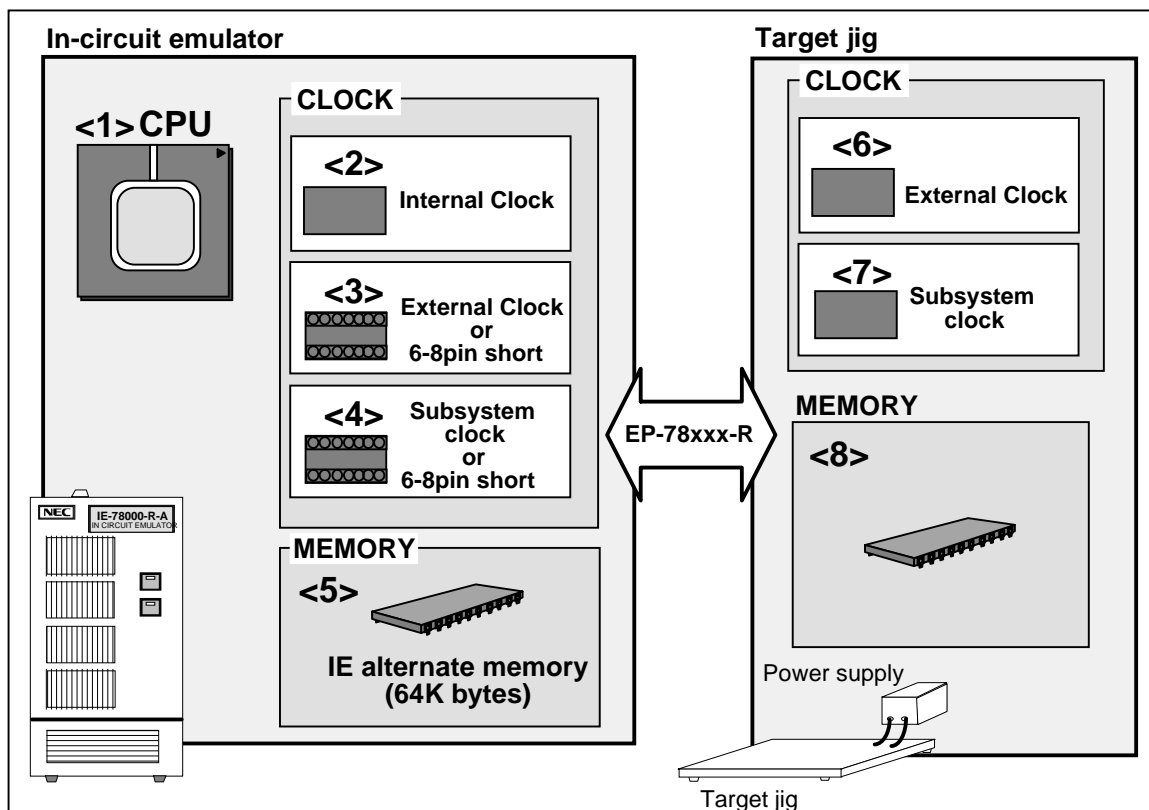 In-circuit emulator
<1> CPU
CLOCK
<2>
Internal Clock
<3>
External Clock
or
6-8pin short
<4>
Subsystem
clock
or
6-8pin short
MEMORY
<5>
IE alternate memory
(64K bytes)
NEC
IE-78000-R-A
IN CIRCUIT EMULATOR
EP-78xxx-R
Target jig
CLOCK
<6>
External Clock
<7>
Subsystem
clock
MEMORY
<8>
Power supply
Target jig